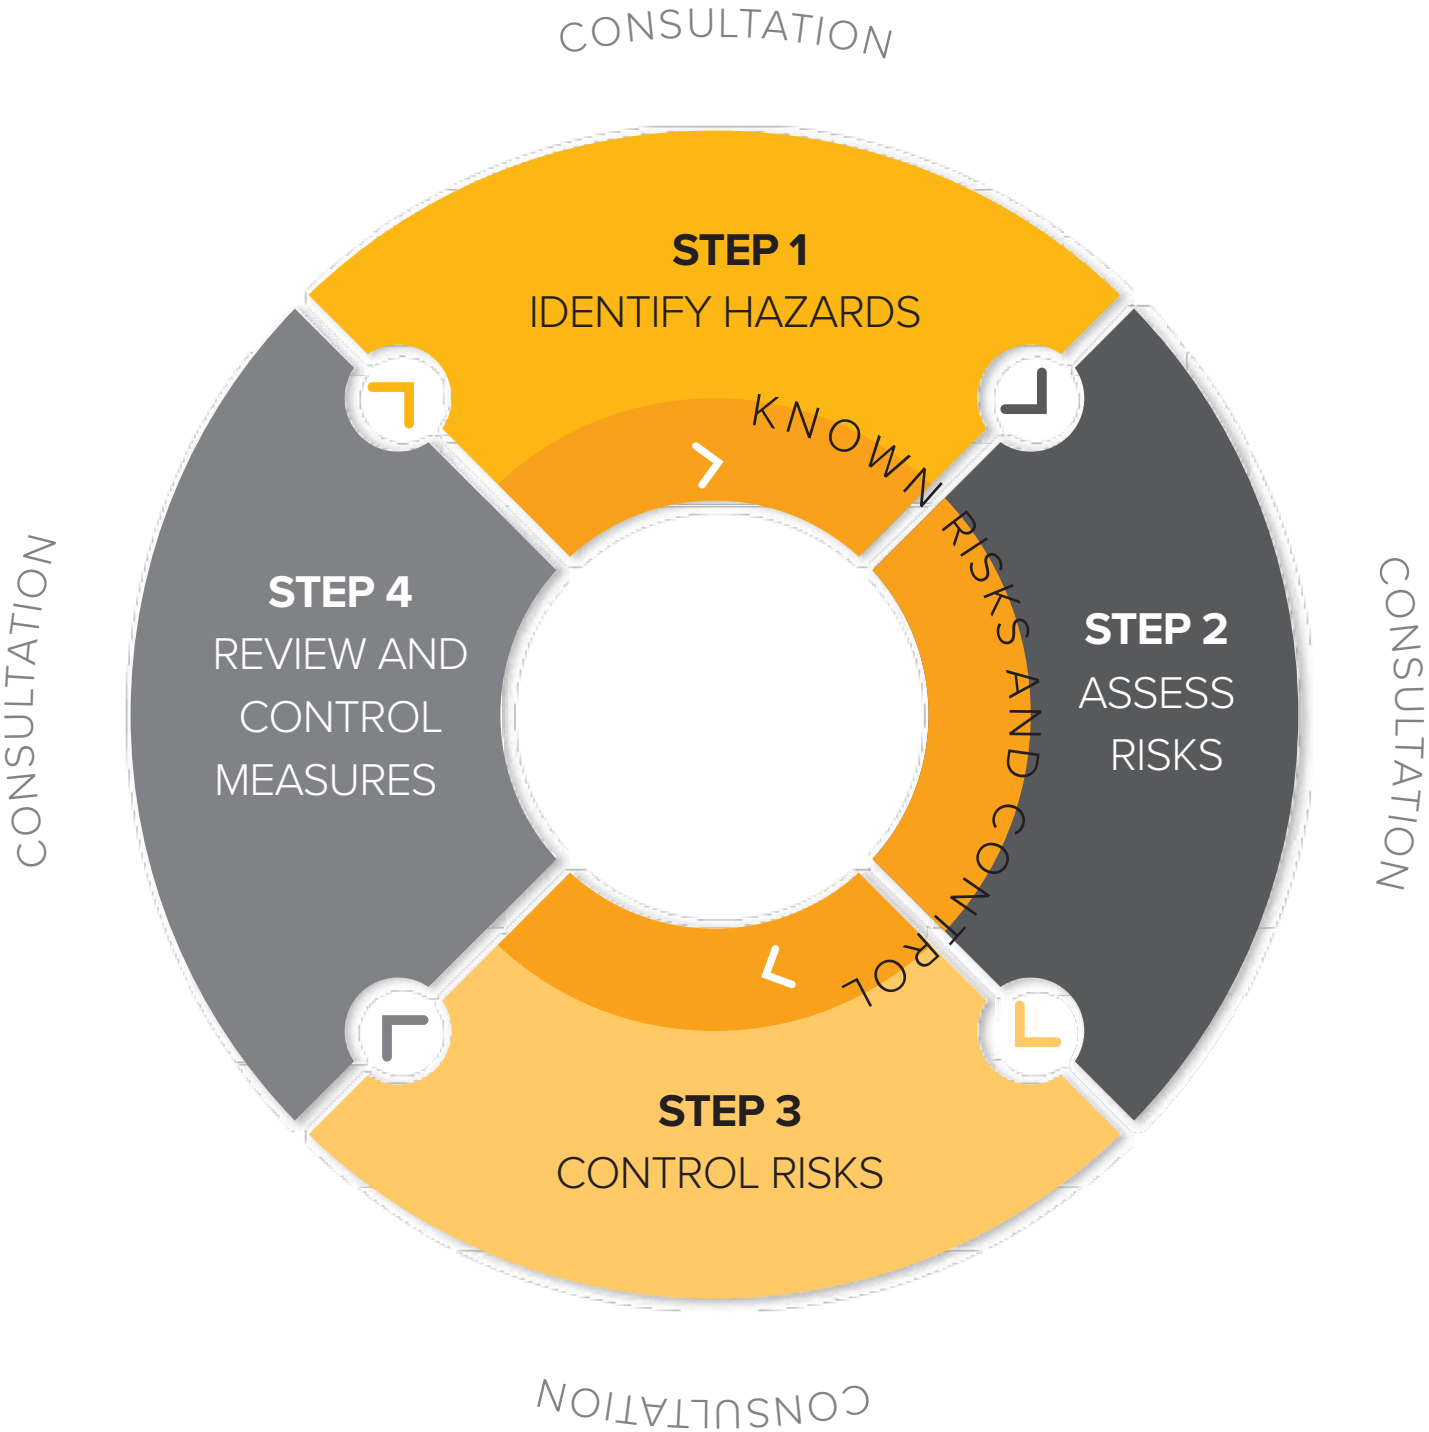 CONSULTATION
STEP 1
IDENTIFY HAZARDS
KNOWN RISKS AND CONTROL
STEP 2
ASSESS
RISKS
CONSULTATION
STEP 3
CONTROL RISKS
CONSULTATION
STEP 4
REVIEW AND
CONTROL
MEASURES
CONSULTATION